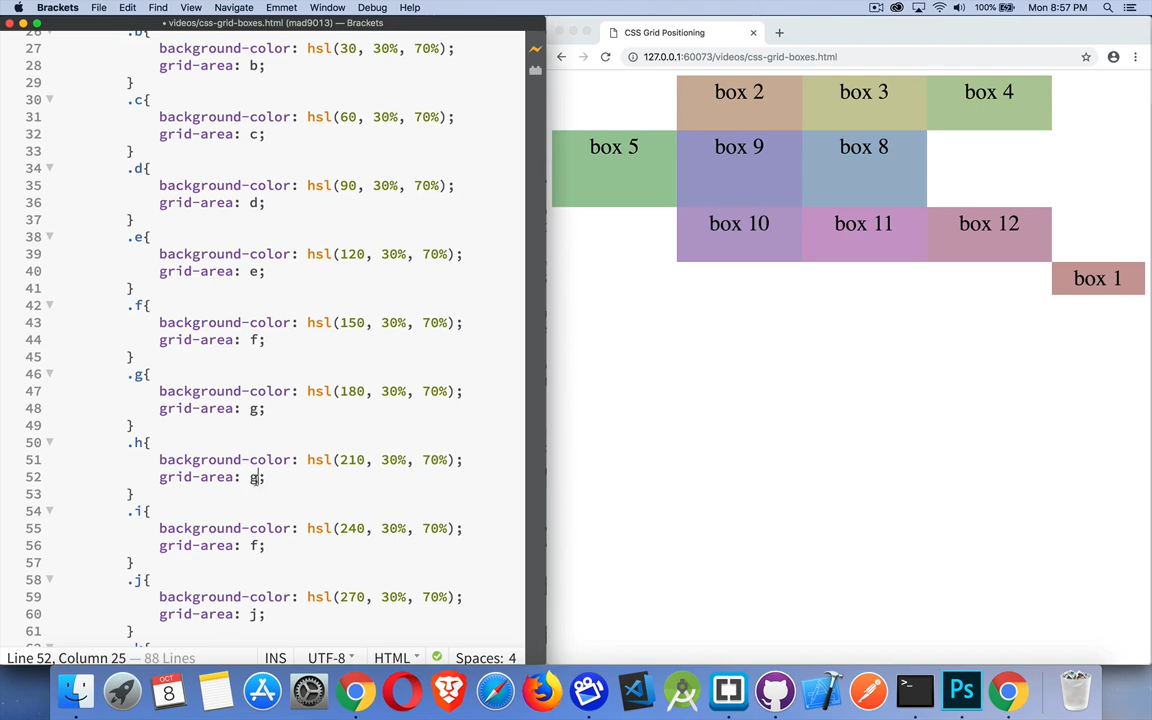 Brackets File Edit Find View Navigate Emmet Window Debug Help 100% Mon 8:57 PM
• videos/css-grid-boxes.html (mad9013) — Brackets
26 .b{
27 background-color: hsl(30, 30%, 70%);
28 grid-area: b;
29 }
30 .c{
31 background-color: hsl(60, 30%, 70%);
32 grid-area: c;
33 }
34 .d{
35 background-color: hsl(90, 30%, 70%);
36 grid-area: d;
37 }
38 .e{
39 background-color: hsl(120, 30%, 70%);
40 grid-area: e;
41 }
42 .f{
43 background-color: hsl(150, 30%, 70%);
44 grid-area: f;
45 }
46 .g{
47 background-color: hsl(180, 30%, 70%);
48 grid-area: g;
49 }
50 .h{
51 background-color: hsl(210, 30%, 70%);
52 grid-area: g;
53 }
54 .i{
55 background-color: hsl(240, 30%, 70%);
56 grid-area: f;
57 }
58 .j{
59 background-color: hsl(270, 30%, 70%);
60 grid-area: j;
61 }
Line 52, Column 25 — 88 Lines INS UTF-8 HTML Spaces: 4
CSS Grid Positioning
127.0.0.1:60073/videos/css-grid-boxes.html
box 2 box 3 box 4
box 5 box 9 box 8
box 10 box 11 box 12
box 1
OCT
8
Ps